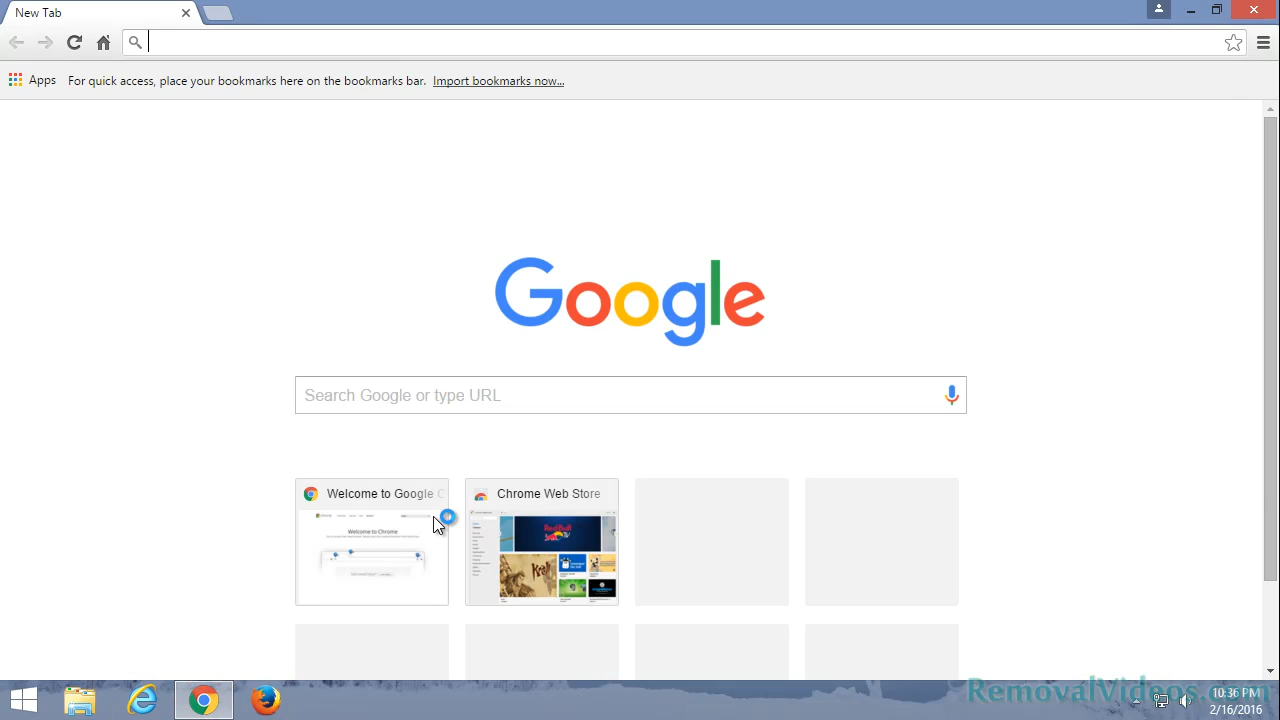 New Tab
Apps
For quick access, place your bookmarks here on the bookmarks bar. Import bookmarks now...
Google
Search Google or type URL
Welcome to Google C
Chrome Web Store
Welcome to Chrome
RemovalVideos.com
10:36 PM
2/16/2016